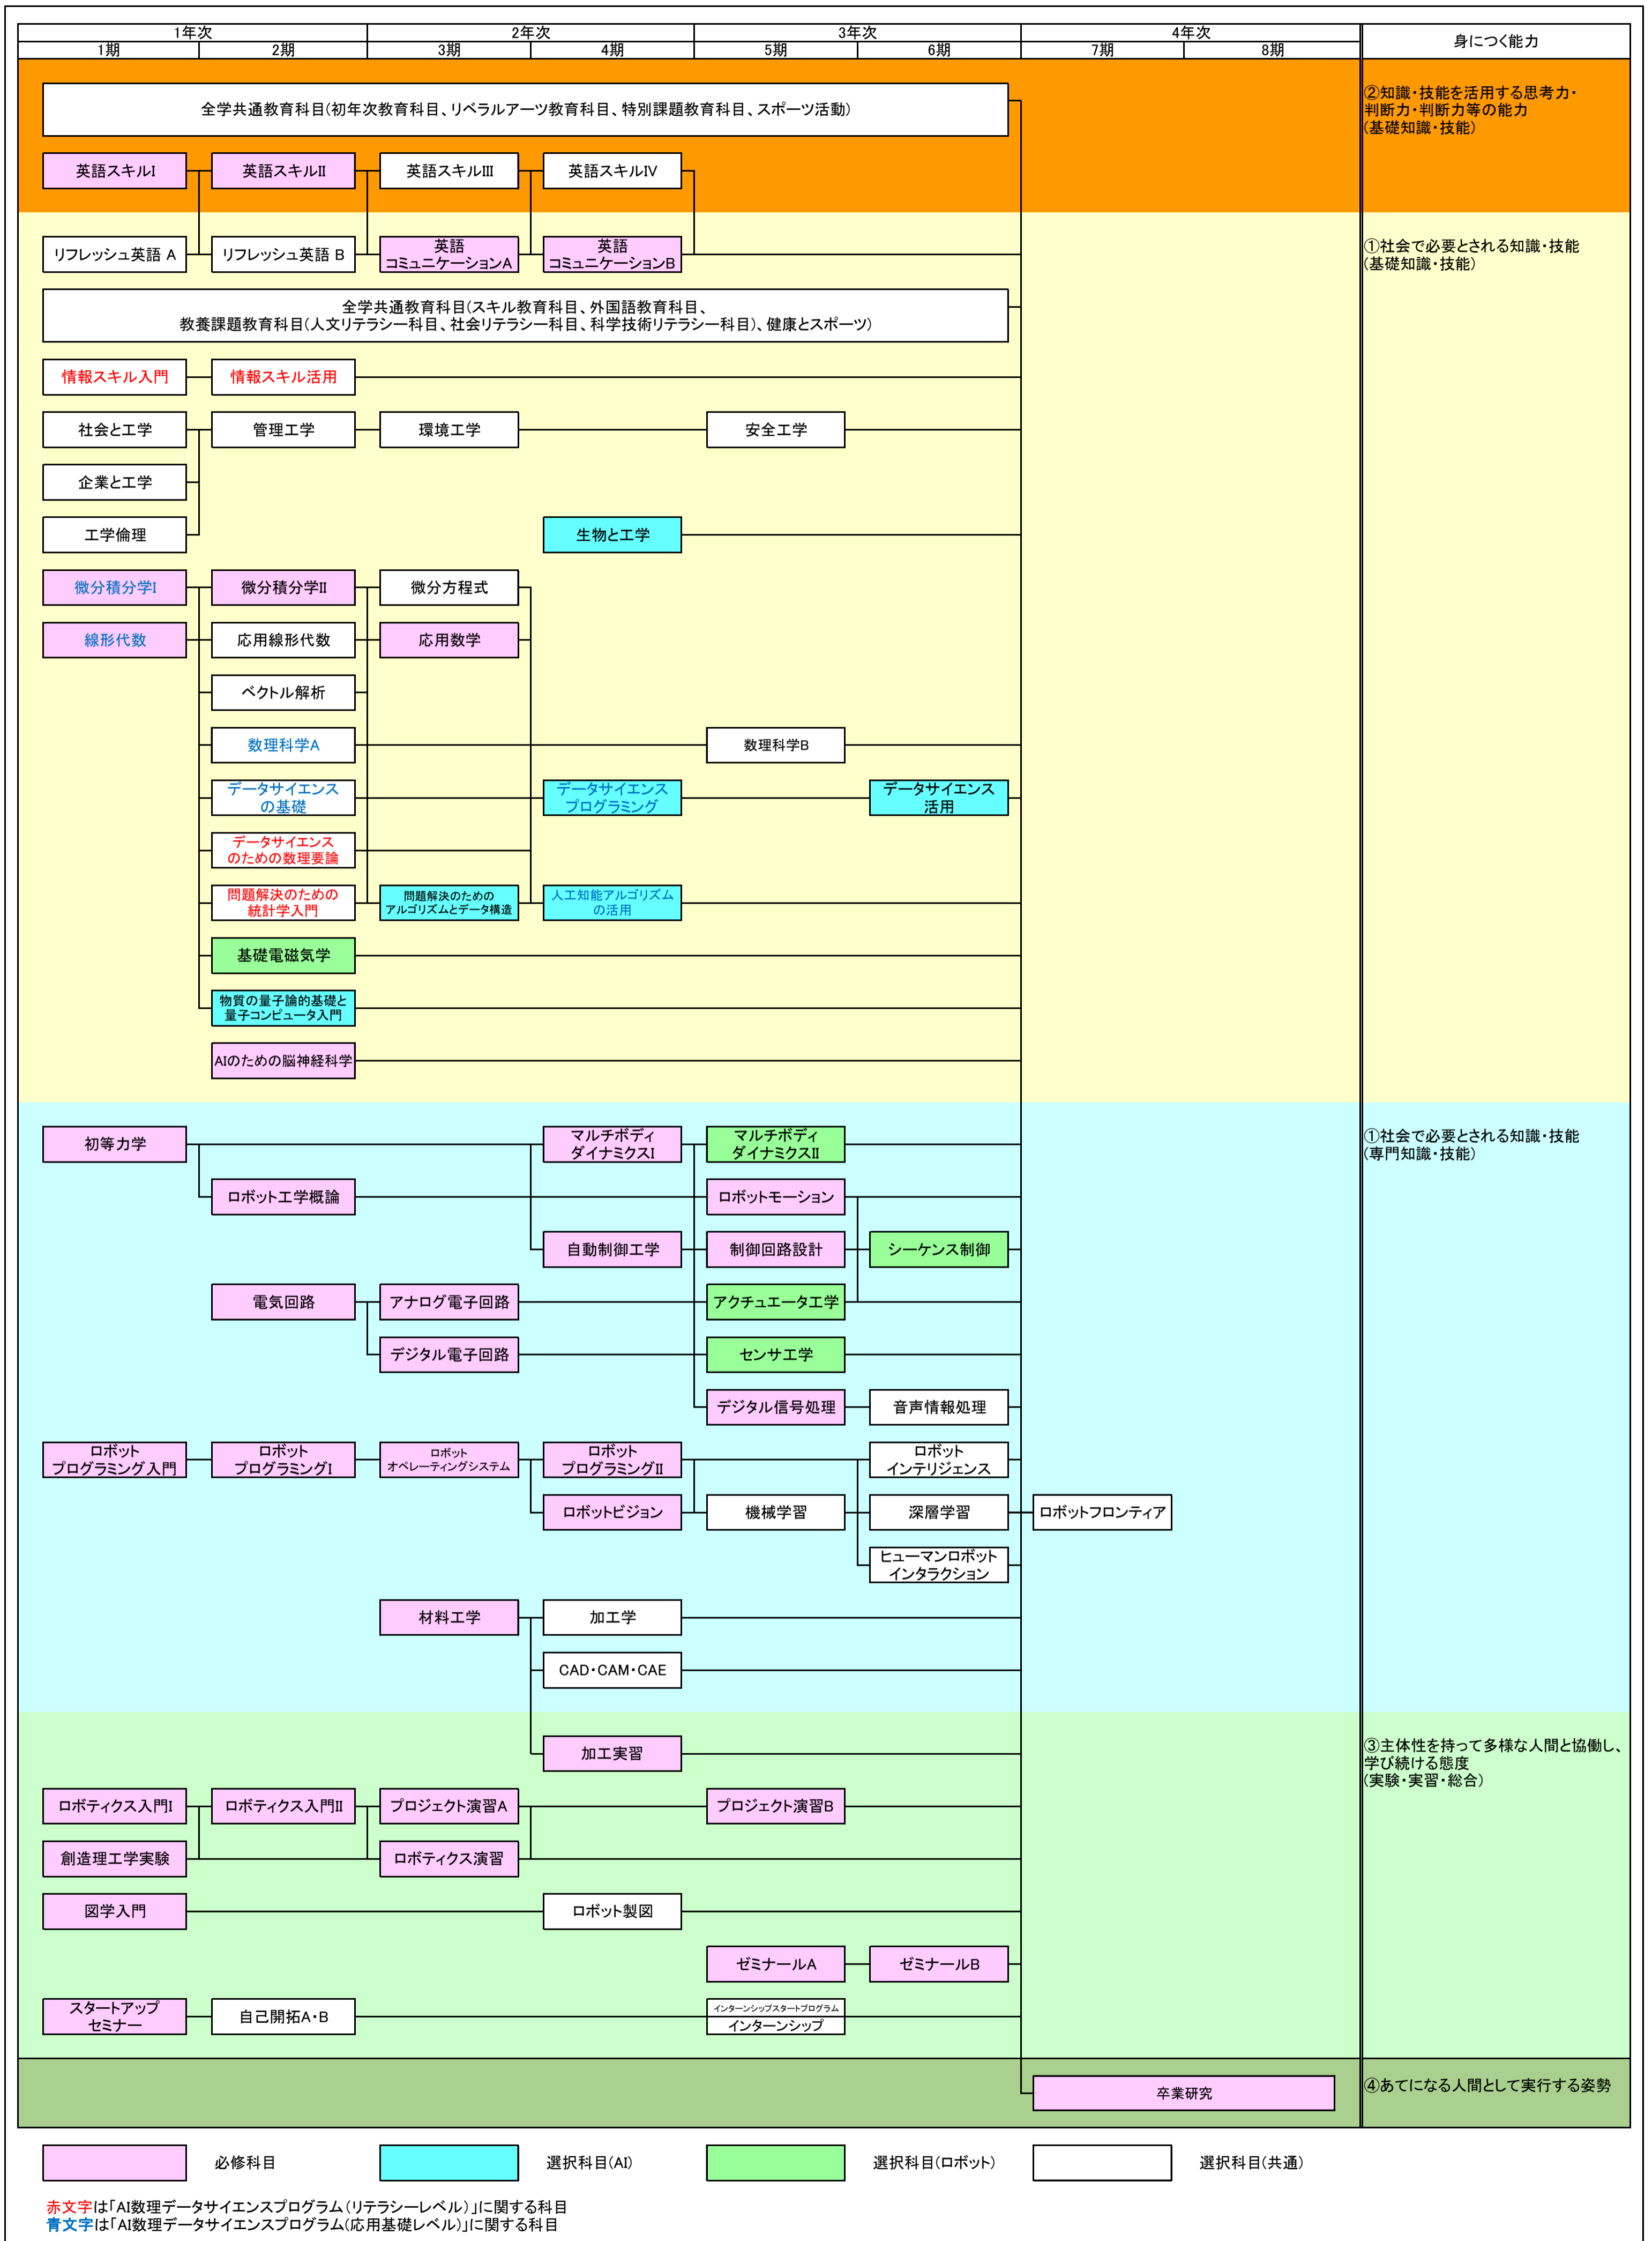 1年次
2年次
3年次
4年次
身につく能力
1期
2期
3期
4期
5期
6期
7期
8期
全学共通教育科目(初年次教育科目、リベラルアーツ教育科目、特別課題教育科目、スポーツ活動)
②知識・技能を活用する思考力・
判断力・判断力等の能力
(基礎知識・技能)
英語スキルI
英語スキルII
英語スキルIII
英語スキルIV
リフレッシュ英語 A
リフレッシュ英語 B
英語
コミュニケーションA
英語
コミュニケーションB
①社会で必要とされる知識・技能
(基礎知識・技能)
全学共通教育科目(スキル教育科目、外国語教育科目、
教養課題教育科目(人文リテラシー科目、社会リテラシー科目、科学技術リテラシー科目)、健康とスポーツ)
情報スキル入門
情報スキル活用
社会と工学
管理工学
環境工学
安全工学
企業と工学
工学倫理
生物と工学
微分積分学I
微分積分学II
微分方程式
線形代数
応用線形代数
応用数学
ベクトル解析
数理科学A
数理科学B
データサイエンス
の基礎
データサイエンス
プログラミング
データサイエンス
活用
データサイエンス
のための数理要論
問題解決のための
統計学入門
問題解決のための
アルゴリズムとデータ構造
人工知能アルゴリズム
の活用
基礎電磁気学
物質の量子論的基礎と
量子コンピュータ入門
AIのための脳神経科学
初等力学
マルチボディ
ダイナミクスI
マルチボディ
ダイナミクスII
①社会で必要とされる知識・技能
(専門知識・技能)
ロボット工学概論
ロボットモーション
自動制御工学
制御回路設計
シーケンス制御
電気回路
アナログ電子回路
アクチュエータ工学
デジタル電子回路
センサ工学
デジタル信号処理
音声情報処理
ロボット
プログラミング入門
ロボット
プログラミングI
ロボット
オペレーティングシステム
ロボット
プログラミングII
ロボット
インテリジェンス
ロボットビジョン
機械学習
深層学習
ロボットフロンティア
ヒューマンロボット
インタラクション
材料工学
加工学
CAD・CAM・CAE
加工実習
③主体性を持って多様な人間と協働し、
学び続ける態度
(実験・実習・総合)
ロボティクス入門I
ロボティクス入門II
プロジェクト演習A
プロジェクト演習B
創造理工学実験
ロボティクス演習
図学入門
ロボット製図
ゼミナールA
ゼミナールB
スタートアップ
セミナー
自己開拓A・B
インターンシップスタートプログラム
インターンシップ
卒業研究
④あてになる人間として実行する姿勢
必修科目
選択科目(AI)
選択科目(ロボット)
選択科目(共通)
赤文字は「AI数理データサイエンスプログラム(リテラシーレベル)」に関する科目
青文字は「AI数理データサイエンスプログラム(応用基礎レベル)」に関する科目